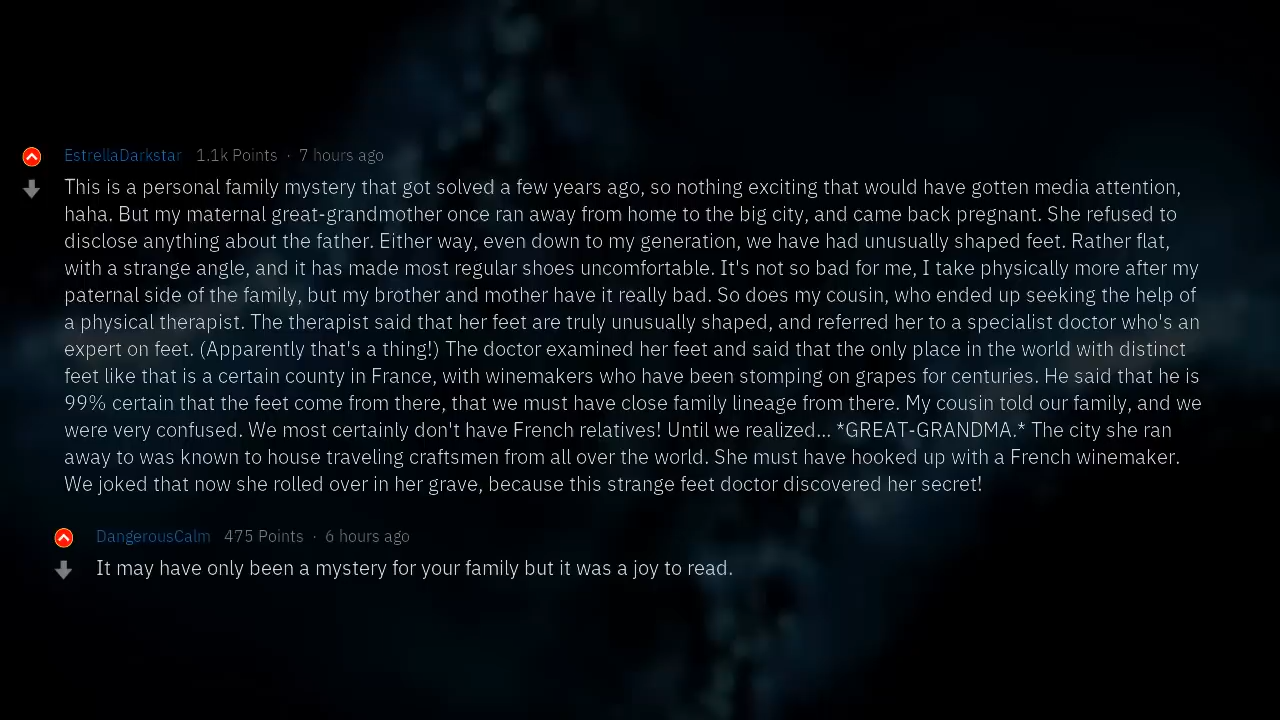 EstrellaDarkstar 1.1k Points · 7 hours ago
This is a personal family mystery that got solved a few years ago, so nothing exciting that would have gotten media attention,
haha. But my maternal great-grandmother once ran away from home to the big city, and came back pregnant. She refused to
disclose anything about the father. Either way, even down to my generation, we have had unusually shaped feet. Rather flat,
with a strange angle, and it has made most regular shoes uncomfortable. It's not so bad for me, I take physically more after my
paternal side of the family, but my brother and mother have it really bad. So does my cousin, who ended up seeking the help of
a physical therapist. The therapist said that her feet are truly unusually shaped, and referred her to a specialist doctor who's an
expert on feet. (Apparently that's a thing!) The doctor examined her feet and said that the only place in the world with distinct
feet like that is a certain county in France, with winemakers who have been stomping on grapes for centuries. He said that he is
99% certain that the feet come from there, that we must have close family lineage from there. My cousin told our family, and we
were very confused. We most certainly don't have French relatives! Until we realized... *GREAT-GRANDMA.* The city she ran
away to was known to house traveling craftsmen from all over the world. She must have hooked up with a French winemaker.
We joked that now she rolled over in her grave, because this strange feet doctor discovered her secret!
DangerousCalm 475 Points · 6 hours ago
It may have only been a mystery for your family but it was a joy to read.